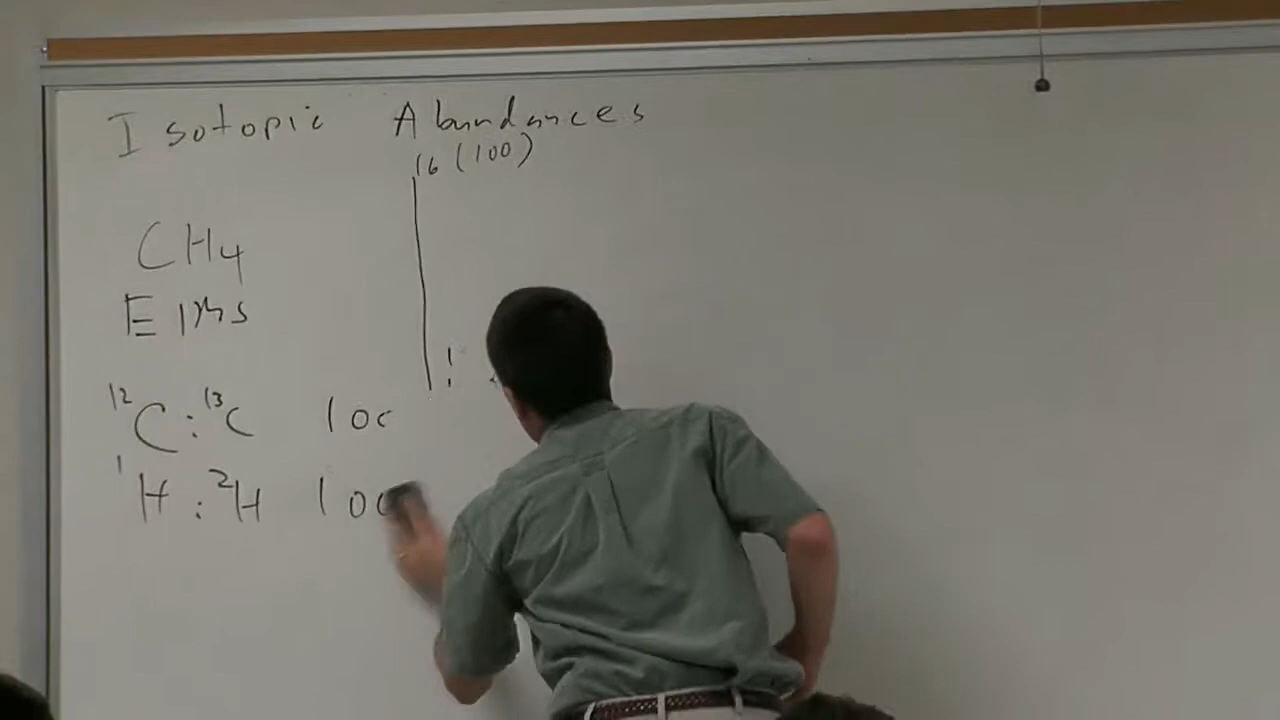 Isotopic Abundances
16 (100)
CH4
EIMS
12C : 13C 100
1H : 2H 100